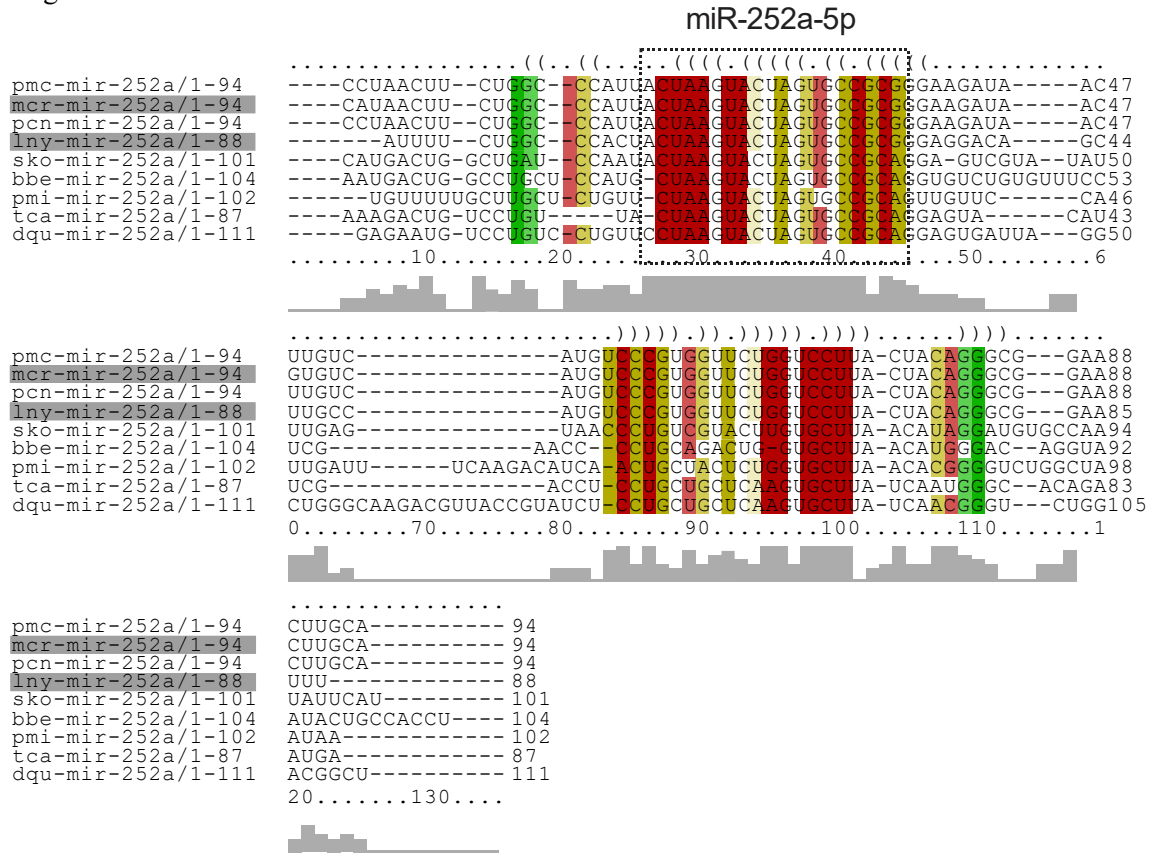 miR-252a-5p
.................((..((.....((((.(((((.((.(((((.............
pmc-mir-252a/1-94 ----CCUAACUU--CUGGC--CCAUUACUAAGUACUAGUGCCGCGGGAAGAUA-----AC47
mcr-mir-252a/1-94 ----CAUAACUU--CUGGC--CCAUUACUAAGUACUAGUGCCGCGGGAAGAUA-----AC47
pcn-mir-252a/1-94 ----CCUAACUU--CUGGC--CCAUUACUAAGUACUAGUGCCGCGGGAAGAUA-----AC47
lny-mir-252a/1-88 -------AUUUU--CUGGC--CCACUACUAAGUACUAGUGCCGCGGGAGGACA-----GC44
sko-mir-252a/1-101 ----CAUGACUG-GCUGAU--CCAAUACUAAGUACUAGUGCCGCAGGA-GUCGUA--UAU50
bbe-mir-252a/1-104 ----AAUGACUG-GCCUGCU-CCAUG-CUAAGUACUAGUGCCGCAGGUGUCUGUGUUUCC53
pmi-mir-252a/1-102 ------UGUUUUUGCUUGCU-CUGUU-CUAAGUACUAGUGCCGCAGUUGUUC------CA46
tca-mir-252a/1-87 ----AAAGACUG-UCCUGU-----UA-CUAAGUACUAGUGCCGCAGGAGUA------CAU43
dqu-mir-252a/1-111 -----GAGAAUG-UCCUGUC-CUGUUCCUAAGUACUAGUGCCGCAGGAGUGAUUA---GG50
.........10........20........30........40........50........6
........................))))).)).))))).))))......)))).......
pmc-mir-252a/1-94 UUGUC---------------AUGUCCCGUGGUUCUGGUCCUUA-CUACAGGGCG---GAA88
mcr-mir-252a/1-94 GUGUC---------------AUGUCCCGUGGUUCUGGUCCUUA-CUACAGGGCG---GAA88
pcn-mir-252a/1-94 UUGUC---------------AUGUCCCGUGGUUCUGGUCCUUA-CUACAGGGCG---GAA88
lny-mir-252a/1-88 UUGCC---------------AUGUCCCGUGGUUCUGGUCCUUA-CUACAGGGCG---GAA85
sko-mir-252a/1-101 UUGAG---------------UAACCCUGUCGUACUUGUGCUUA-ACAUAGGAUGUGCCAA94
bbe-mir-252a/1-104 UCG---------------AACC--CCUGCAGACUG-GUGCUUA-ACAUGGGAC--AGGUA92
pmi-mir-252a/1-102 UUGAUU------UCAAGACAUCA-ACUGCUACUCUGGUGCUUA-ACACGGGGUCUGGCUA98
tca-mir-252a/1-87 UCG----------------ACCU-CCUGCUGCUCAAGUGCUUA-UCAAUGGGC--ACAGA83
dqu-mir-252a/1-111 CUGGGCAAGACGUUACCGUAUCU-CCUGCUGCUCAAGUGCUUA-UCAACGGGU---CUGG105
0........70........80........90........100.......110.......1
................
pmc-mir-252a/1-94 CUUGCA----------94
mcr-mir-252a/1-94 CUUGCA----------94
pcn-mir-252a/1-94 CUUGCA----------94
lny-mir-252a/1-88 UUU-------------88
sko-mir-252a/1-101 UAUUCAU---------101
bbe-mir-252a/1-104 AUACUGCCACCU----104
pmi-mir-252a/1-102 AUAA------------102
tca-mir-252a/1-87 AUGA------------87
dqu-mir-252a/1-111 ACGGCU----------111
20.......130....